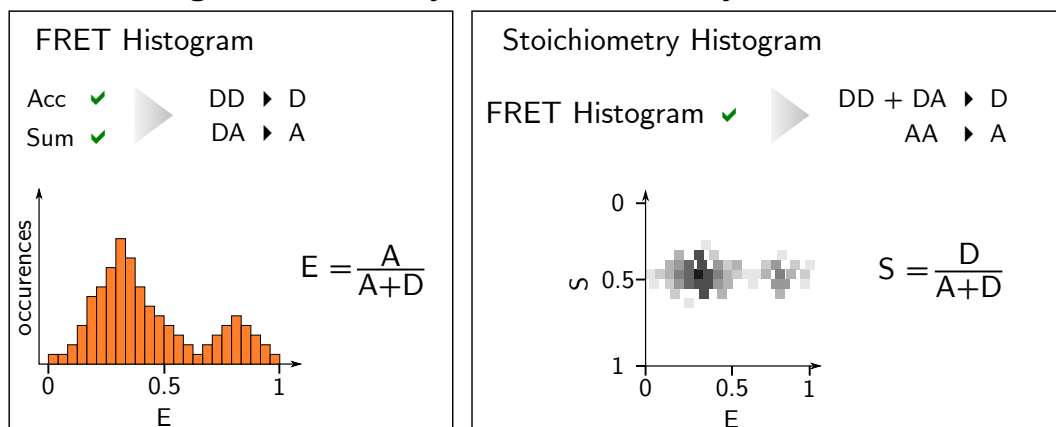 FRET Histogram
Acc
Sum
DD D
DA A
occurences
E = A
A+D
0 0.5 1
E
Stoichiometry Histogram
FRET Histogram
DD + DA D
AA A
0
S 0.5
1
0 0.5 1
E
S = D
A+D